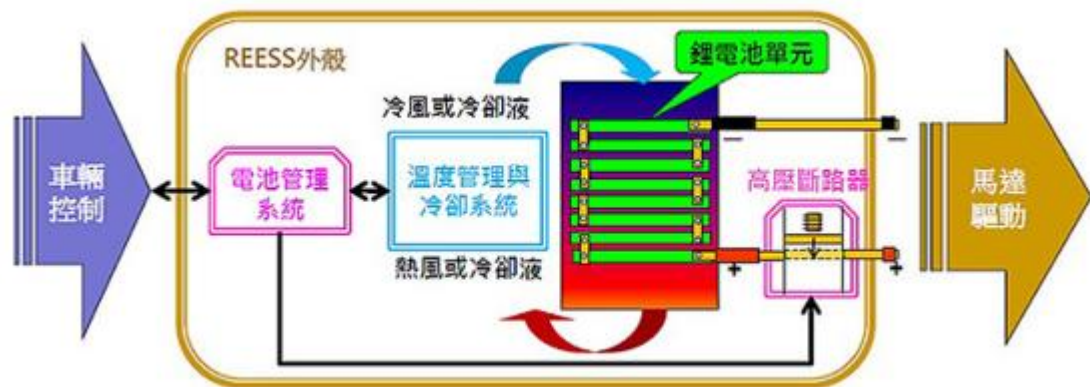 REESS外殼
鋰電池單元
冷風或冷卻液
車輛
控制
電池管理
系統
溫度管理與
冷卻系統
高壓斷路器
馬達
驅動
熱風或冷卻液
－
－
+
+